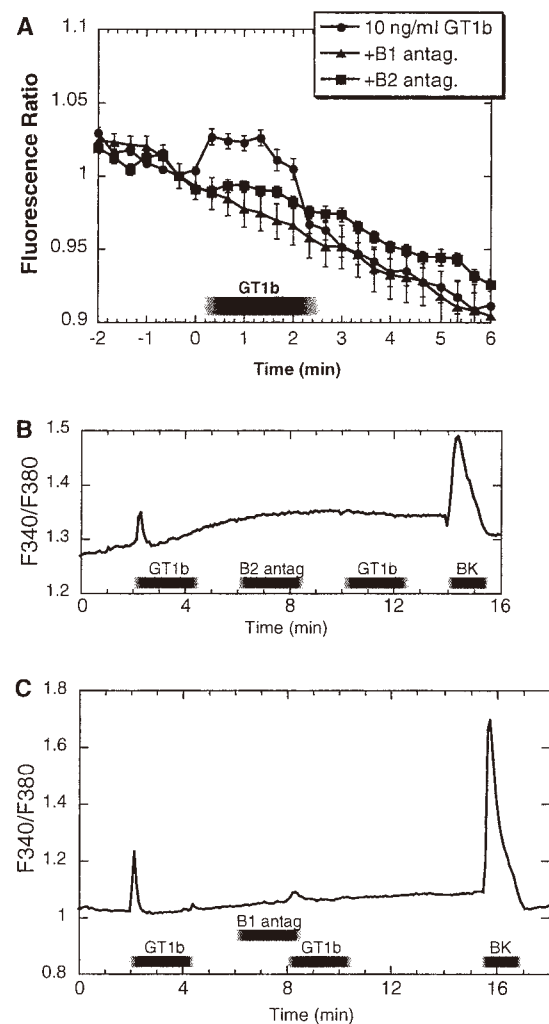 A
10 ng/ml GT1b
+B1 antag.
+B2 antag.
Fluorescence Ratio
1.1
1.05
1
0.95
0.9
GT1b
-2 -1 0 1 2 3 4 5 6
Time (min)
B
F340/F380
1.5
1.4
1.3
1.2
GT1b B2 antag GT1b BK
0 4 8 12 16
Time (min)
C
F340/F380
1.8
1.6
1.4
1.2
1
0.8
B1 antag
GT1b GT1b BK
0 4 8 12 16
Time (min)